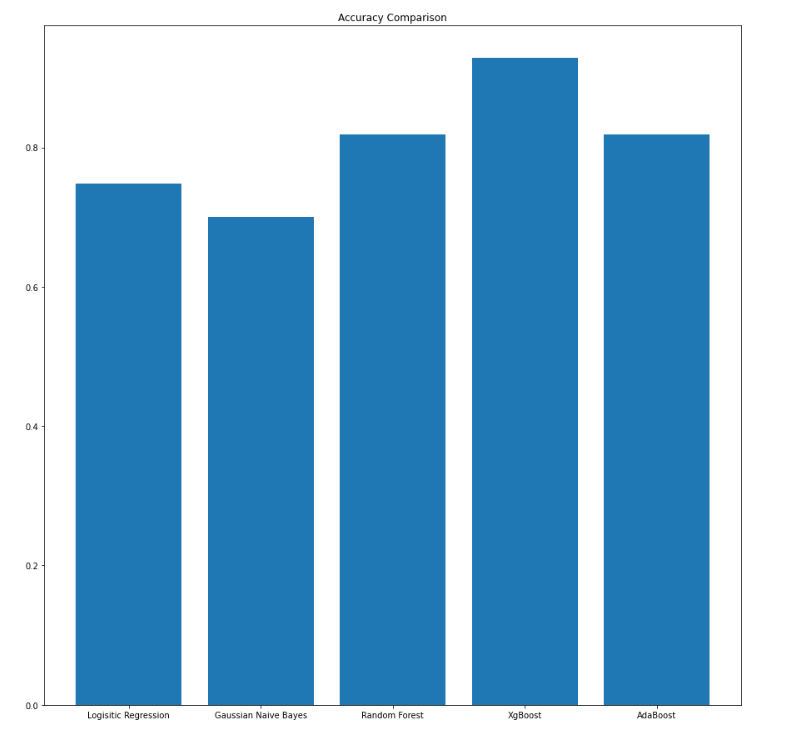 Accuracy Comparison
0.8
0.6
0.4
0.2
0.0
Logisitic Regression
Gaussian Naive Bayes
Random Forest
XgBoost
AdaBoost